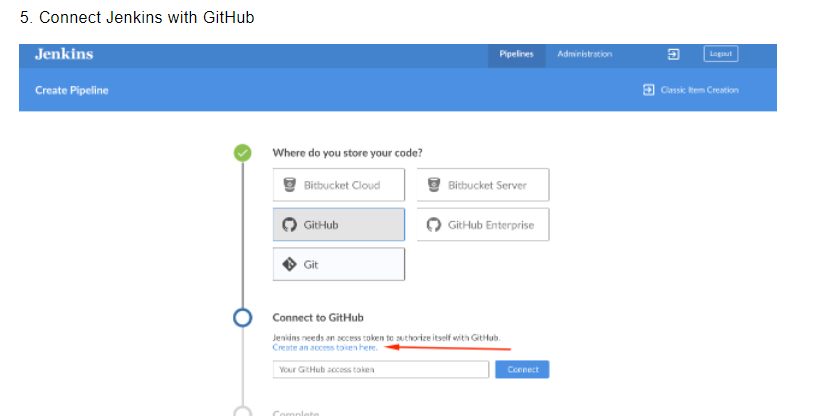 5. Connect Jenkins with GitHub
Jenkins
Pipelines
Administration
Logout
Create Pipeline
Classic Item Creation
Where do you store your code?
Bitbucket Cloud
Bitbucket Server
GitHub
GitHub Enterprise
Git
Connect to GitHub
Jenkins needs an access token to authorize itself with GitHub.
Create an access token here.
Your GitHub access token
Connect
Complete